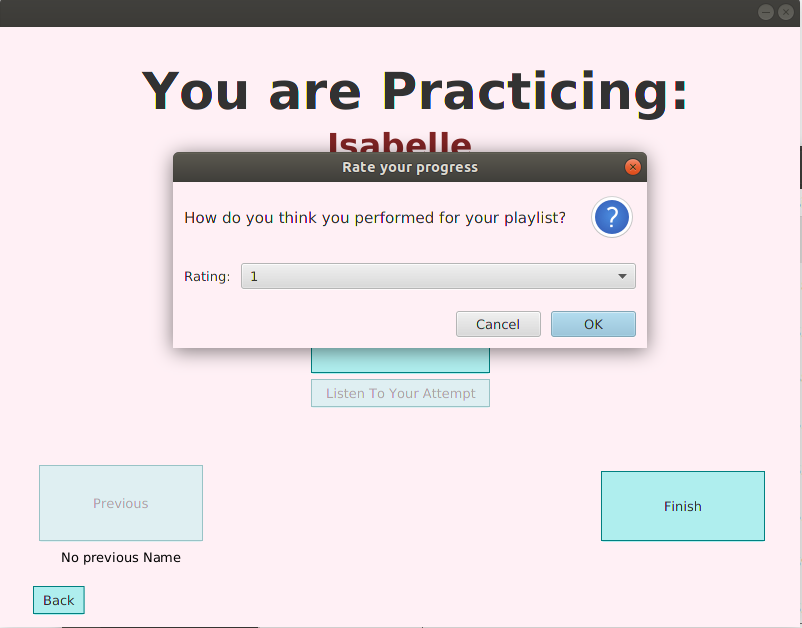 You are Practicing:
Isabelle
Rate your progress
How do you think you performed for your playlist?
?
Rating: 1
Cancel OK
Listen To Your Attempt
Previous
Finish
No previous Name
Back